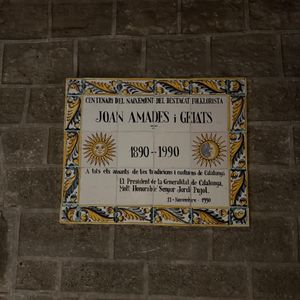 CENTENARI DEL NAIXEMENT DEL DESTACAT FOLKLORISTA
JOAN AMADES i GELATS
1890-1990
A tots els amants de les tradicions i costums de Catalunya
El President de la Generalitat de Catalunya,
Molt Honorable Senyor Jordi Pujol.
21-Novembre-1990